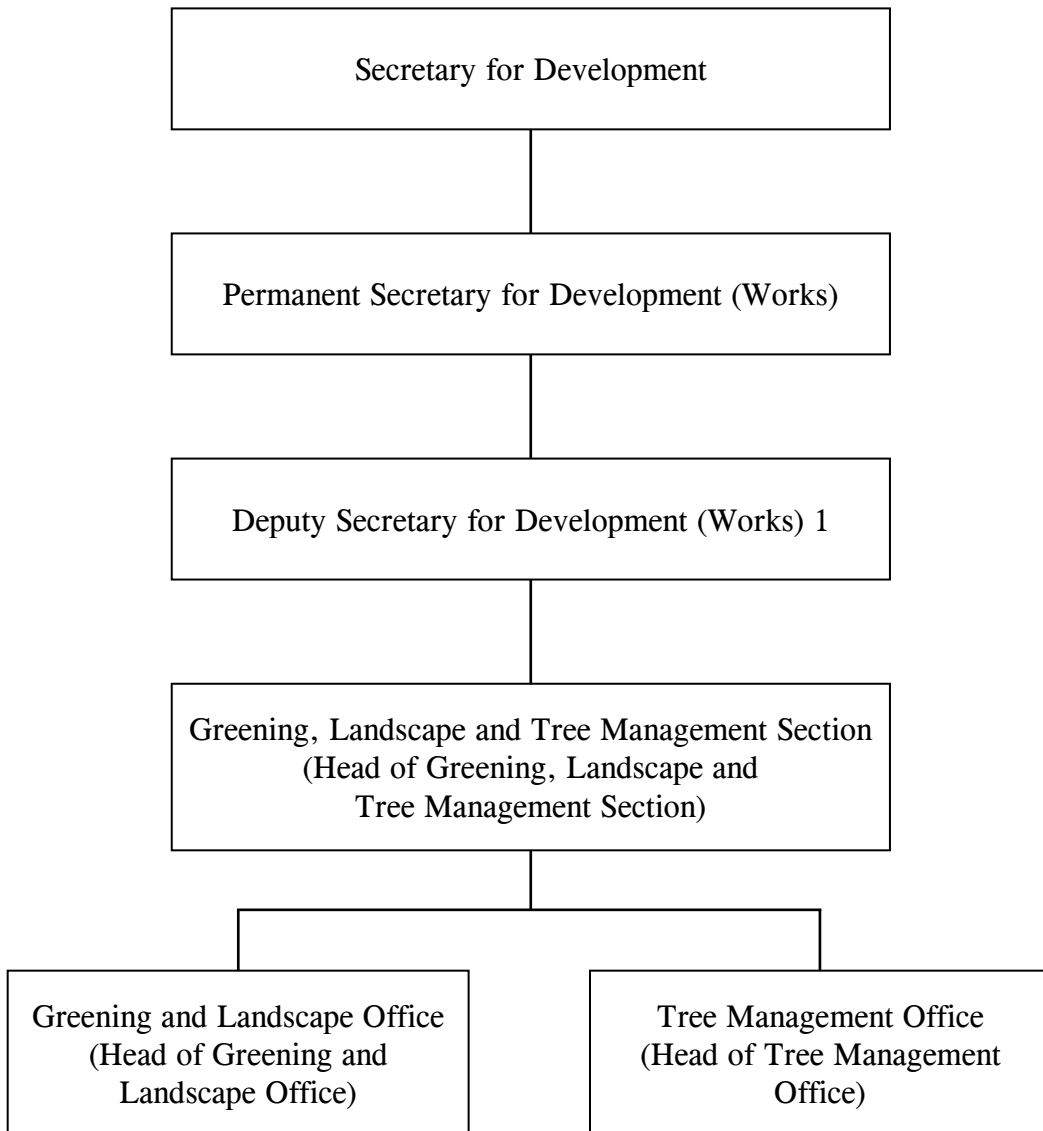 Secretary for Development
Permanent Secretary for Development (Works)
Deputy Secretary for Development (Works) 1
Greening, Landscape and Tree Management Section
(Head of Greening, Landscape and
Tree Management Section)
Greening and Landscape Office
(Head of Greening and
Landscape Office)
Tree Management Office
(Head of Tree Management
Office)